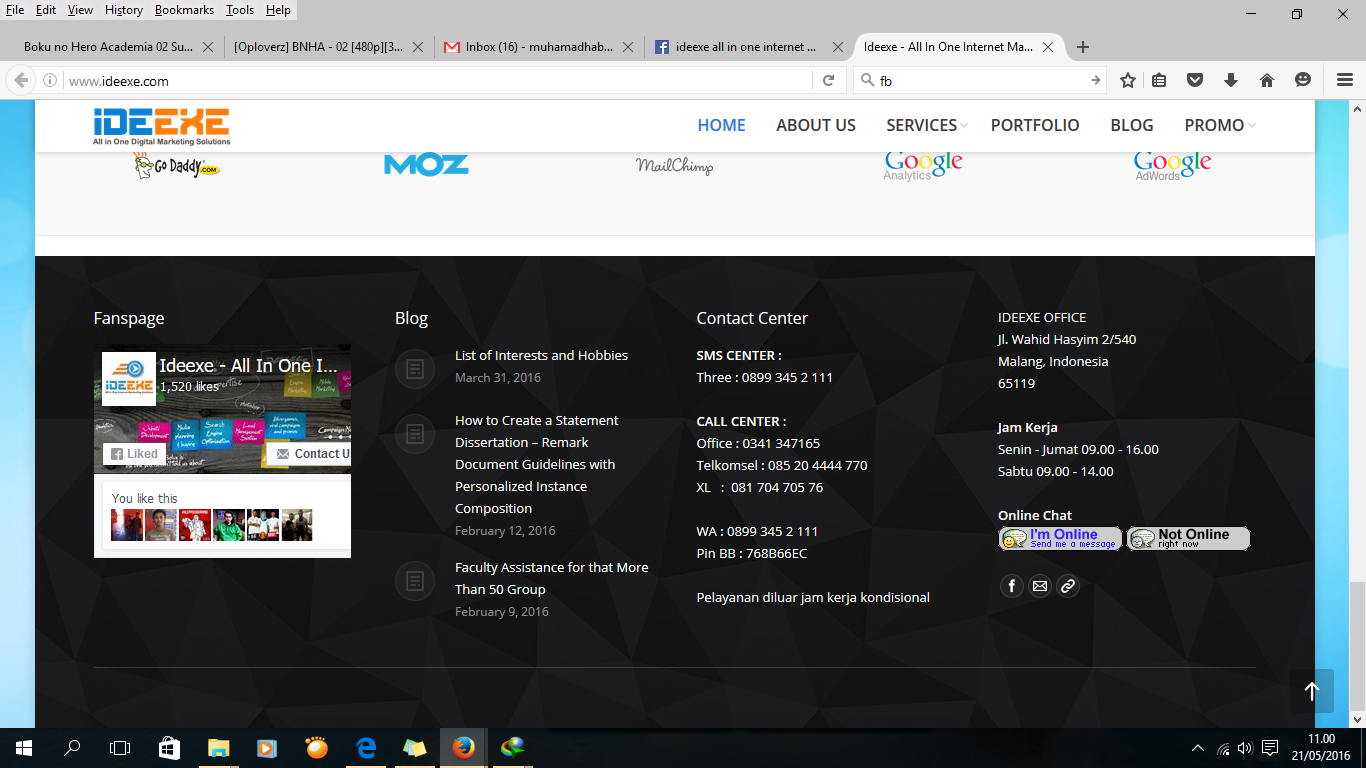 File Edit View History Bookmarks Tools Help
Boku no Hero Academia 02 Su...
[Oploverz] BNHA - 02 [480p][3...
Inbox (16) - muhamadhab...
ideexe all in one internet ...
Ideexe - All In One Internet Ma...
www.ideexe.com
fb
iDEEXE
All in One Digital Marketing Solutions
HOME ABOUT US SERVICES PORTFOLIO BLOG PROMO
Go Daddy.COM
MOZ
MailChimp
Google Analytics
Google AdWords
Fanspage
Ideexe - All In One I...
1,520 likes
iDEEXE
Liked
Contact U
You like this
Blog
List of Interests and Hobbies
March 31, 2016
How to Create a Statement
Dissertation – Remark
Document Guidelines with
Personalized Instance
Composition
February 12, 2016
Faculty Assistance for that More
Than 50 Group
February 9, 2016
Contact Center
SMS CENTER :
Three : 0899 345 2 111
CALL CENTER :
Office : 0341 347165
Telkomsel : 085 20 4444 770
XL : 081 704 705 76
WA : 0899 345 2 111
Pin BB : 768B66EC
Pelayanan diluar jam kerja kondisional
IDEEXE OFFICE
Jl. Wahid Hasyim 2/540
Malang, Indonesia
65119
Jam Kerja
Senin - Jumat 09.00 - 16.00
Sabtu 09.00 - 14.00
Online Chat
I'm Online
Send me a message
Not Online
right now
11.00
21/05/2016